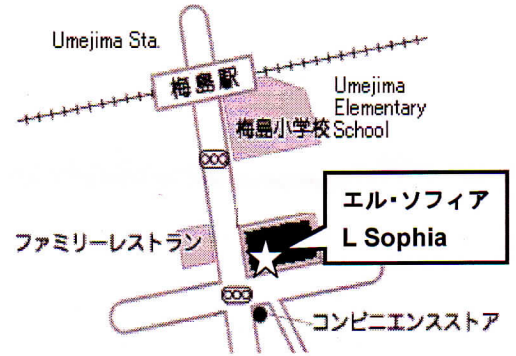 Umejima Sta.
梅島駅
Umejima
Elementary
School
梅島小学校
エル・ソフィア
L Sophia
ファミリーレストラン
コンビニエンスストア